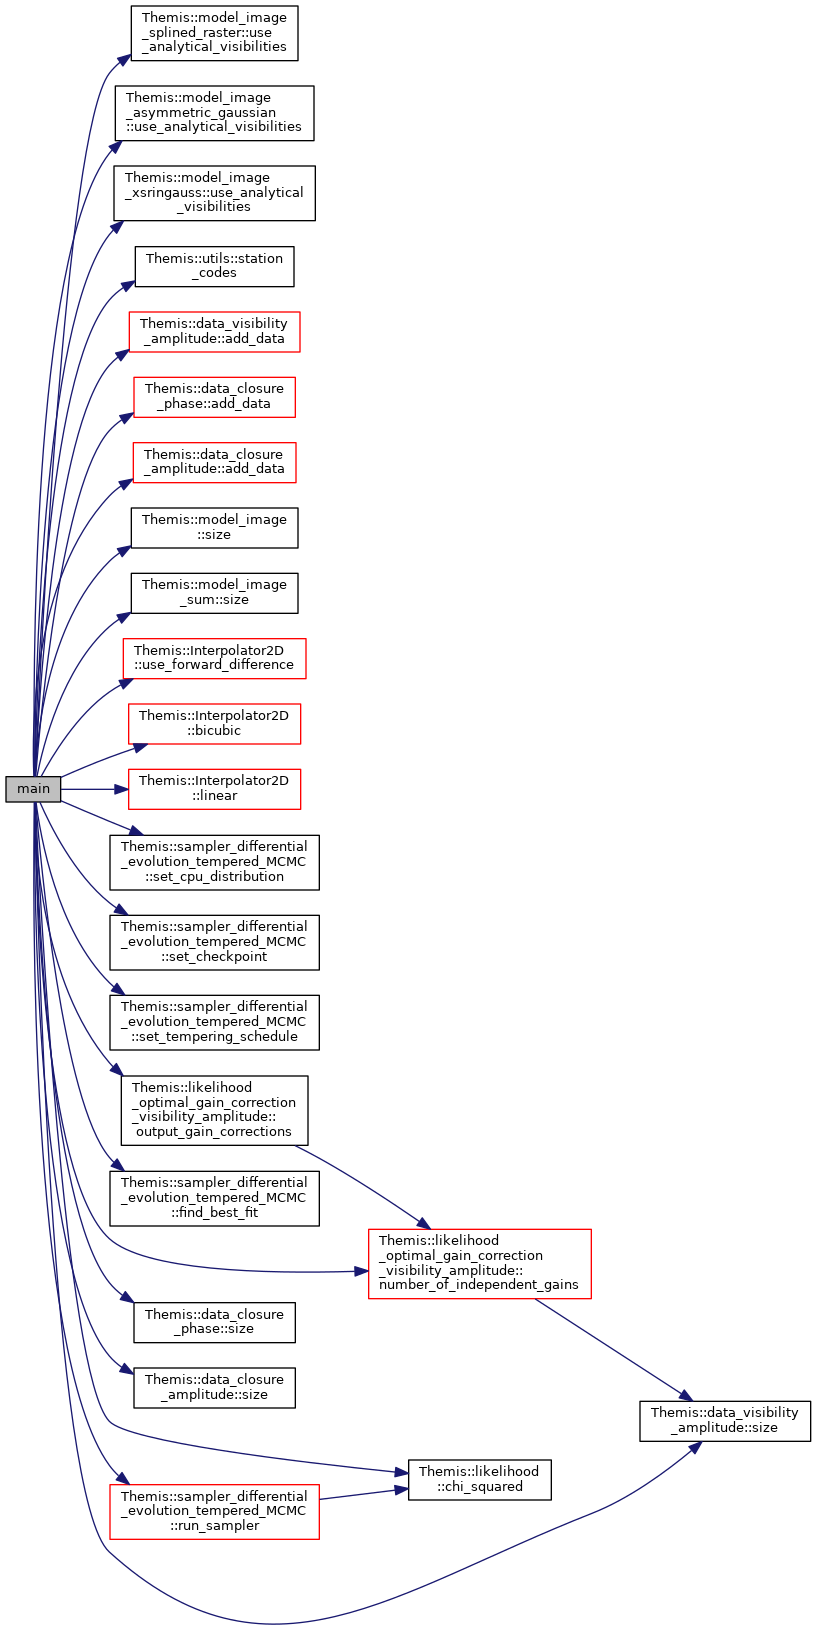 Themis::model_image
_splined_raster::use
_analytical_visibilities
Themis::model_image
_asymmetric_gaussian
::use_analytical_visibilities
Themis::model_image
_xsringauss::use_analytical
_visibilities
Themis::utils::station
_codes
Themis::data_visibility
_amplitude::add_data
Themis::data_closure
_phase::add_data
Themis::data_closure
_amplitude::add_data
Themis::model_image
::size
Themis::model_image
_sum::size
Themis::Interpolator2D
::use_forward_difference
Themis::Interpolator2D
::bicubic
main
Themis::Interpolator2D
::linear
Themis::sampler_differential
_evolution_tempered_MCMC
::set_cpu_distribution
Themis::sampler_differential
_evolution_tempered_MCMC
::set_checkpoint
Themis::sampler_differential
_evolution_tempered_MCMC
::set_tempering_schedule
Themis::likelihood
_optimal_gain_correction
_visibility_amplitude::
output_gain_corrections
Themis::sampler_differential
_evolution_tempered_MCMC
::find_best_fit
Themis::likelihood
_optimal_gain_correction
_visibility_amplitude::
number_of_independent_gains
Themis::data_closure
_phase::size
Themis::data_closure
_amplitude::size
Themis::data_visibility
_amplitude::size
Themis::likelihood
::chi_squared
Themis::sampler_differential
_evolution_tempered_MCMC
::run_sampler